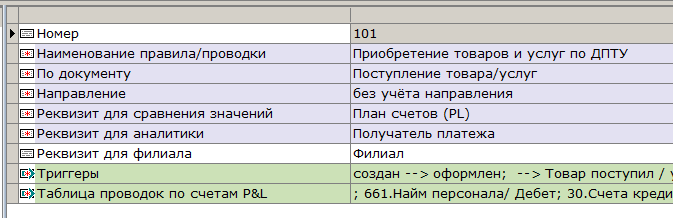 Номер 101
Наименование правила/проводки Приобретение товаров и услуг по ДПТУ
По документу Поступление товара/услуг
Направление без учёта направления
Реквизит для сравнения значений План счетов (PL)
Реквизит для аналитики Получатель платежа
Реквизит для филиала Филиал
Триггеры создан --> оформлен; --> Товар поступил /
Таблица проводок по счетам P&L ; 661.Найм персонала/ Дебет; 30.Счета креди